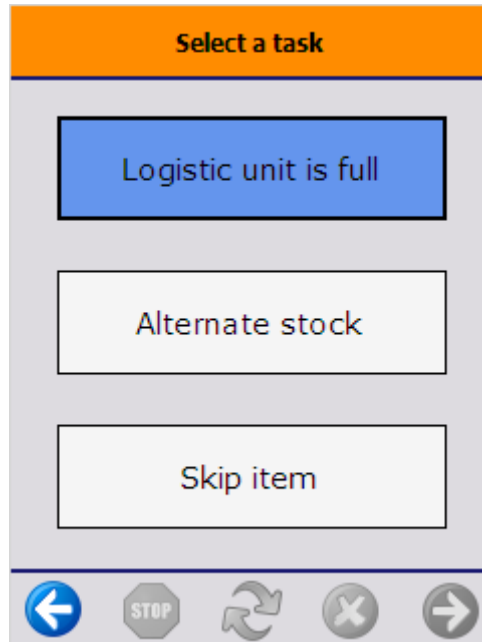 Select a task
Logistic unit is full
Alternate stock
Skip item
STOP